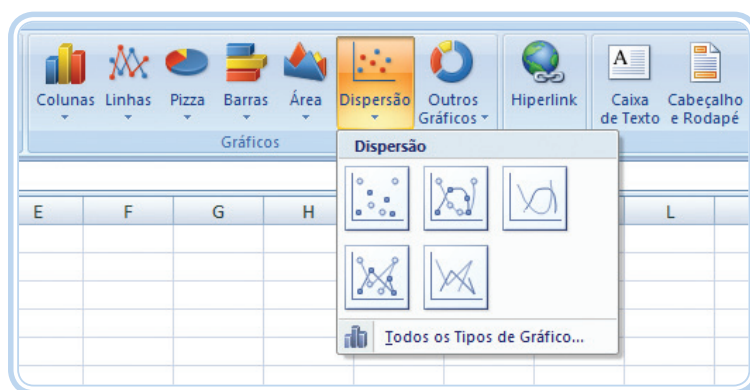 Colunas Linhas Pizza Barras Área Dispersão Outros Gráficos Hiperlink Caixa de Texto Cabeçalho e Rodapé
Gráficos
Dispersão
E F G H L
Todos os Tipos de Gráfico...